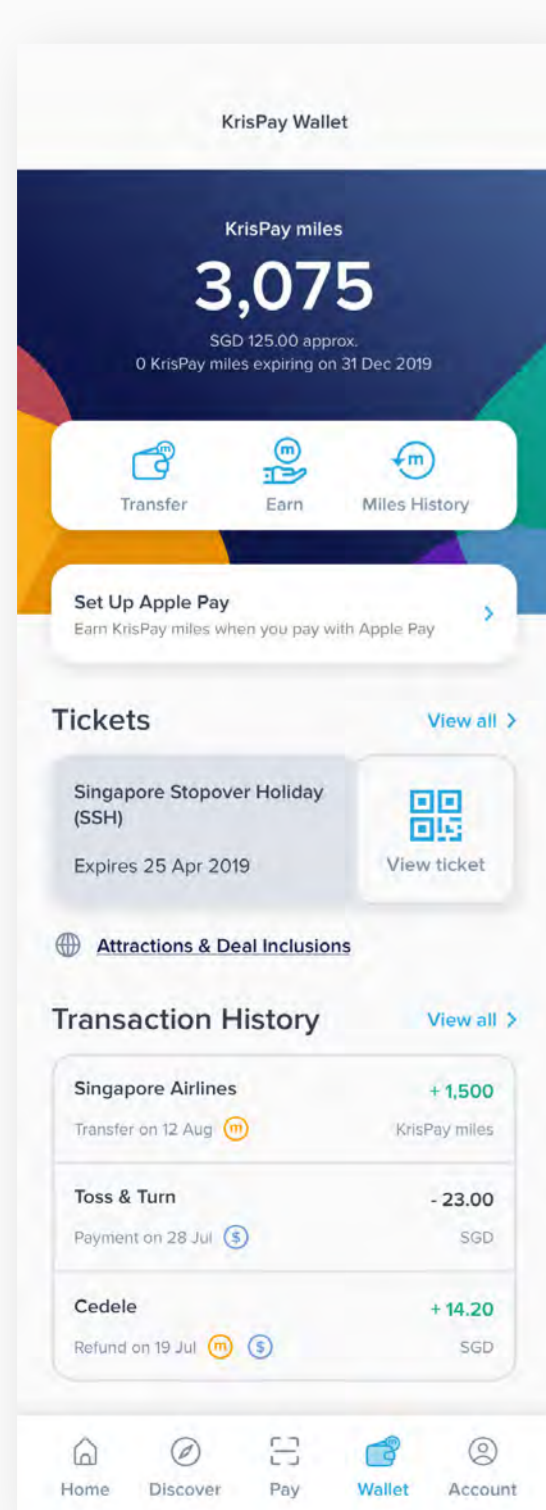 KrisPay Wallet
KrisPay miles
3,075
SGD 125.00 approx.
0 KrisPay miles expiring on 31 Dec 2019
m
m
m
Transfer
Earn
Miles History
Set Up Apple Pay
Earn KrisPay miles when you pay with Apple Pay
Tickets
View all
Singapore Stopover Holiday
(SSH)
Expires 25 Apr 2019
View ticket
Attractions & Deal Inclusions
Transaction History
View all
Singapore Airlines
+ 1,500
Transfer on 12 Aug m
KrisPay miles
Toss & Turn
- 23.00
Payment on 28 Jul $
SGD
Cedele
+ 14.20
Refund on 19 Jul m $
SGD
m
Home
Discover
Pay
Wallet
Account